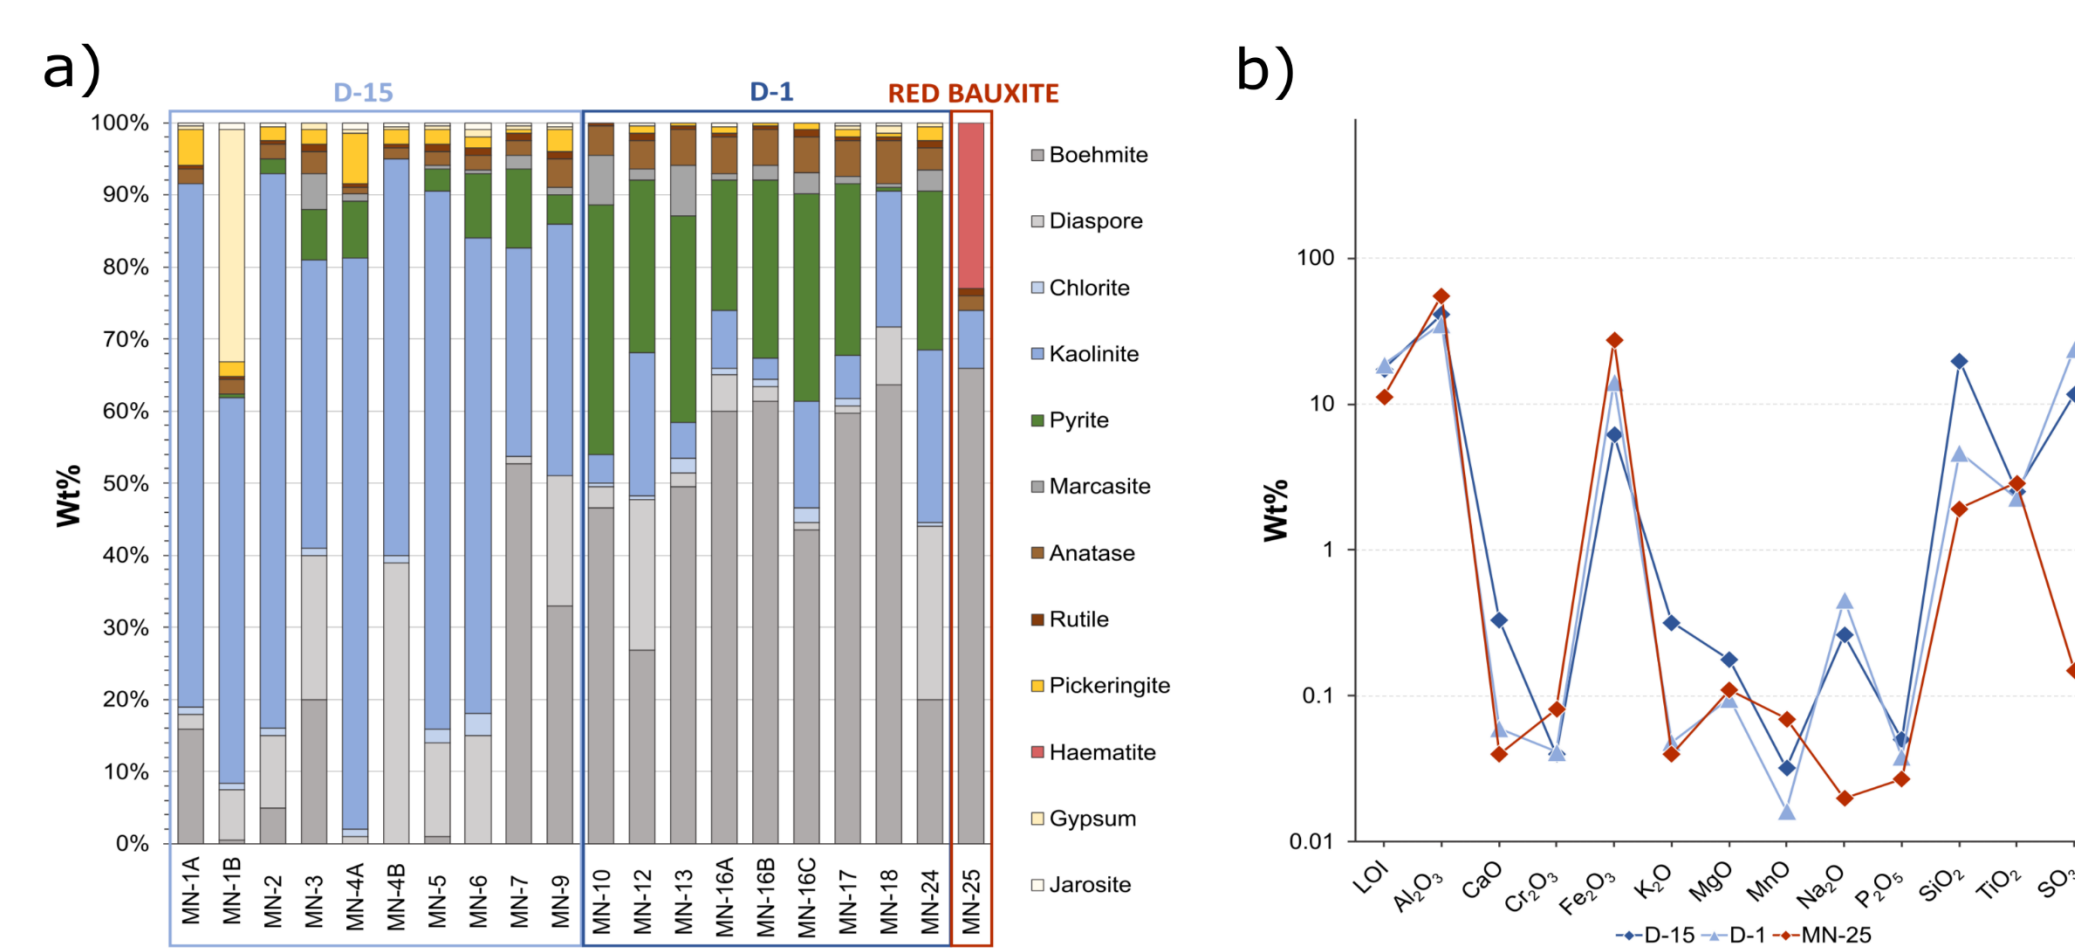 a)
D-15
D-1
RED BAUXITE
100%
90%
80%
70%
60%
50%
40%
30%
20%
10%
0%
Wt%
MN-1A
MN-1B
MN-2
MN-3
MN-4A
MN-4B
MN-5
MN-6
MN-7
MN-9
MN-10
MN-12
MN-13
MN-16A
MN-16B
MN-16C
MN-17
MN-18
MN-24
MN-25
Boehmite
Diaspore
Chlorite
Kaolinite
Pyrite
Marcasite
Anatase
Rutile
Pickeringite
Haematite
Gypsum
Jarosite
b)
100
10
1
0.1
0.01
Wt%
LOI
Al₂O₃
CaO
Cr₂O₃
Fe₂O₃
K₂O
MgO
MnO
Na₂O
P₂O₅
SiO₂
TiO₂
SO₃
D-15 D-1 MN-25